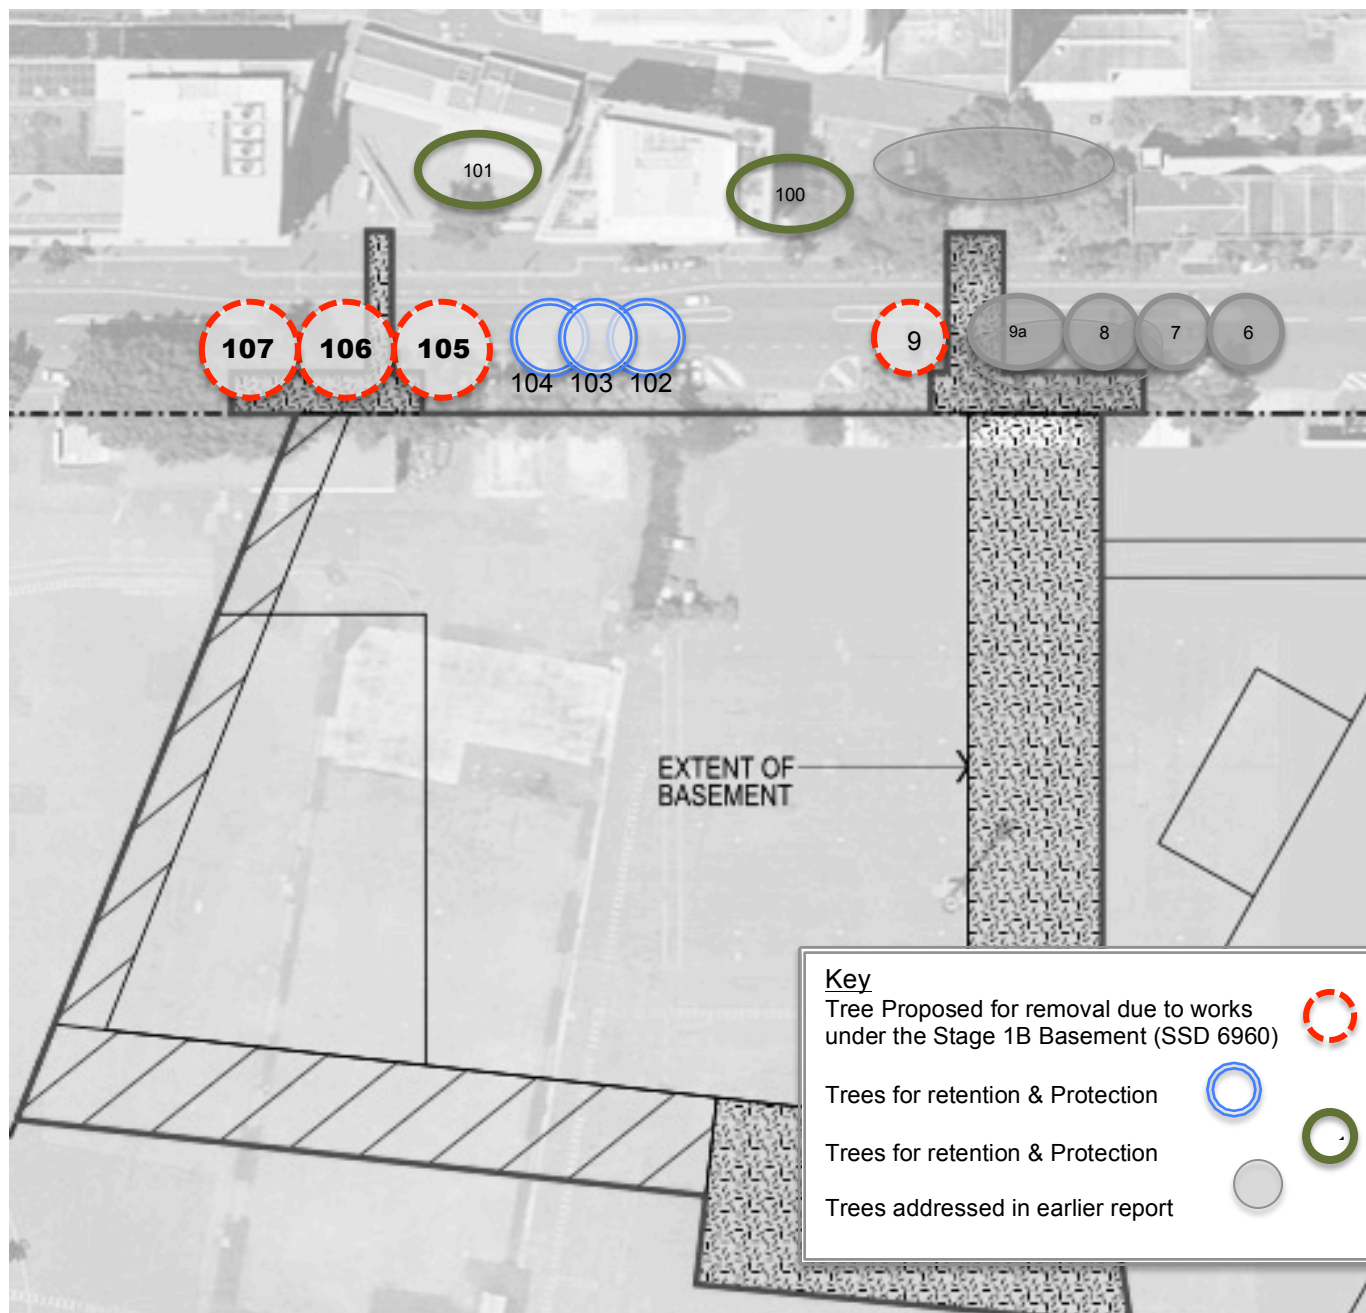 101
100
107 106 105
9 9a 8 7 6
104 103 102
EXTENT OF
BASEMENT
Key
Tree Proposed for removal due to works
under the Stage 1B Basement (SSD 6960)
Trees for retention & Protection
Trees for retention & Protection
Trees addressed in earlier report